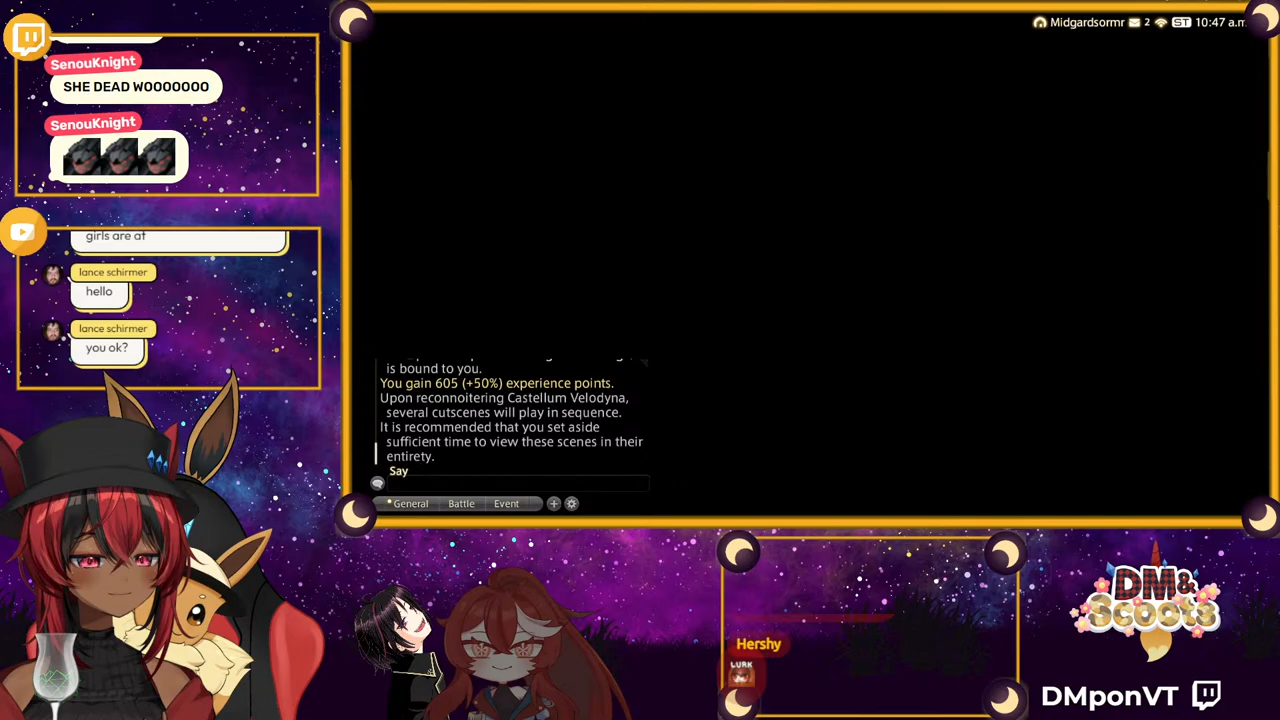 SenouKnight
SHE DEAD WOOOOOOO
SenouKnight
girls are at
lance schirmer
hello
lance schirmer
you ok?
Midgardsormr 2 ST 10:47 a.m
is bound to you.
You gain 605 (+50%) experience points.
Upon reconnoitering Castellum Velodyna,
several cutscenes will play in sequence.
It is recommended that you set aside
sufficient time to view these scenes in their
entirety.
Say
General Battle Event
Hershy
LURK
DM&
Scoots
DMponVT